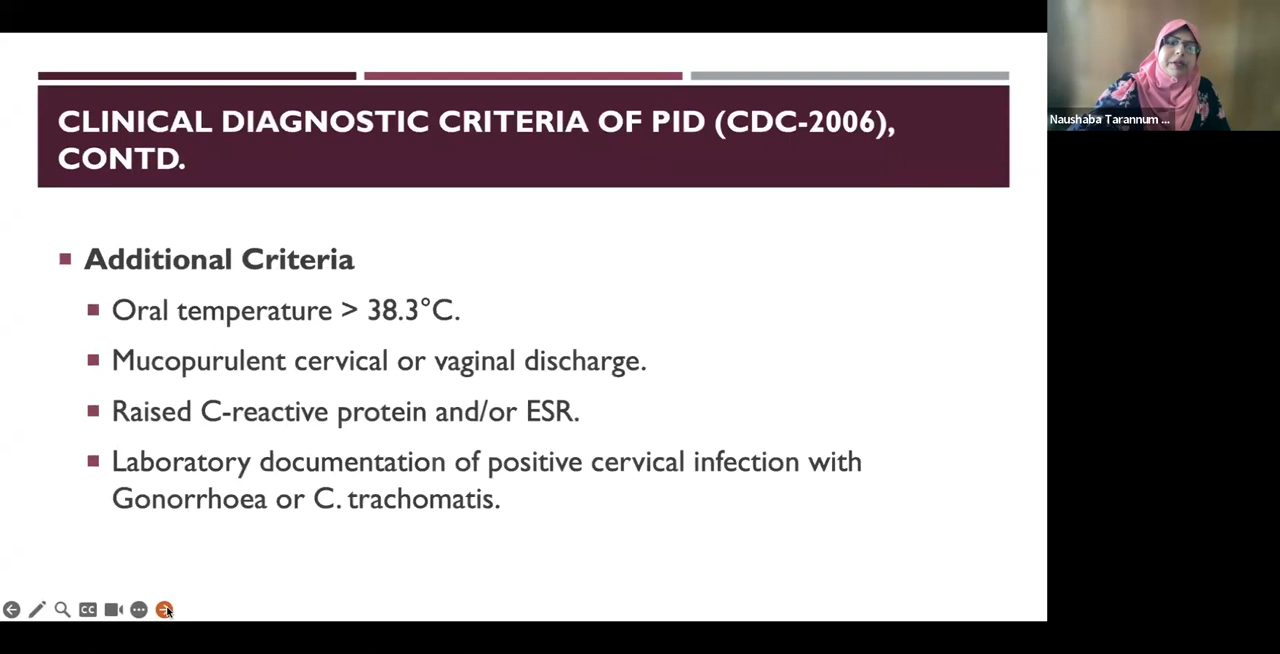 CLINICAL DIAGNOSTIC CRITERIA OF PID (CDC-2006),
CONTD.
Additional Criteria
Oral temperature > 38.3°C.
Mucopurulent cervical or vaginal discharge.
Raised C-reactive protein and/or ESR.
Laboratory documentation of positive cervical infection with
Gonorrhoea or C. trachomatis.
Naushaba Tarannum ...
CC